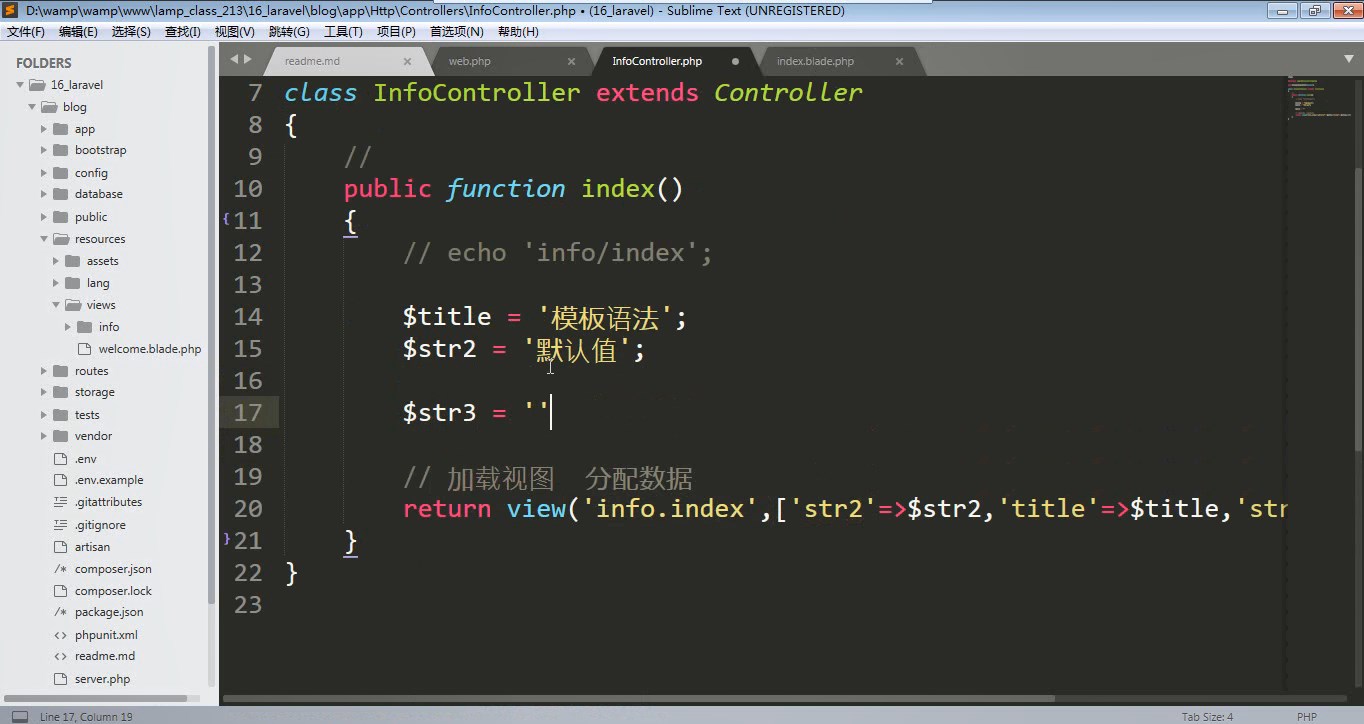 D:\wamp\wamp\www\lamp_class_213\16_laravel\blog\app\Http\Controllers\InfoController.php • (16_laravel) - Sublime Text (UNREGISTERED)
文件(F) 编辑(E) 选择(S) 查找(I) 视图(V) 跳转(G) 工具(T) 项目(P) 首选项(N) 帮助(H)
FOLDERS
16_laravel
blog
app
bootstrap
config
database
public
resources
assets
lang
views
info
welcome.blade.php
routes
storage
tests
vendor
.env
.env.example
.gitattributes
.gitignore
artisan
composer.json
composer.lock
package.json
phpunit.xml
readme.md
server.php
readme.md web.php InfoController.php index.blade.php
7 class InfoController extends Controller
8 {
9 //
10 public function index()
11 {
12 // echo 'info/index';
13
14 $title = '模板语法';
15 $str2 = '默认值';
16
17 $str3 = ''
18
19 // 加载视图 分配数据
20 return view('info.index',['str2'=>$str2,'title'=>$title,'str
21 }
22 }
23
Line 17, Column 19 Tab Size: 4 PHP